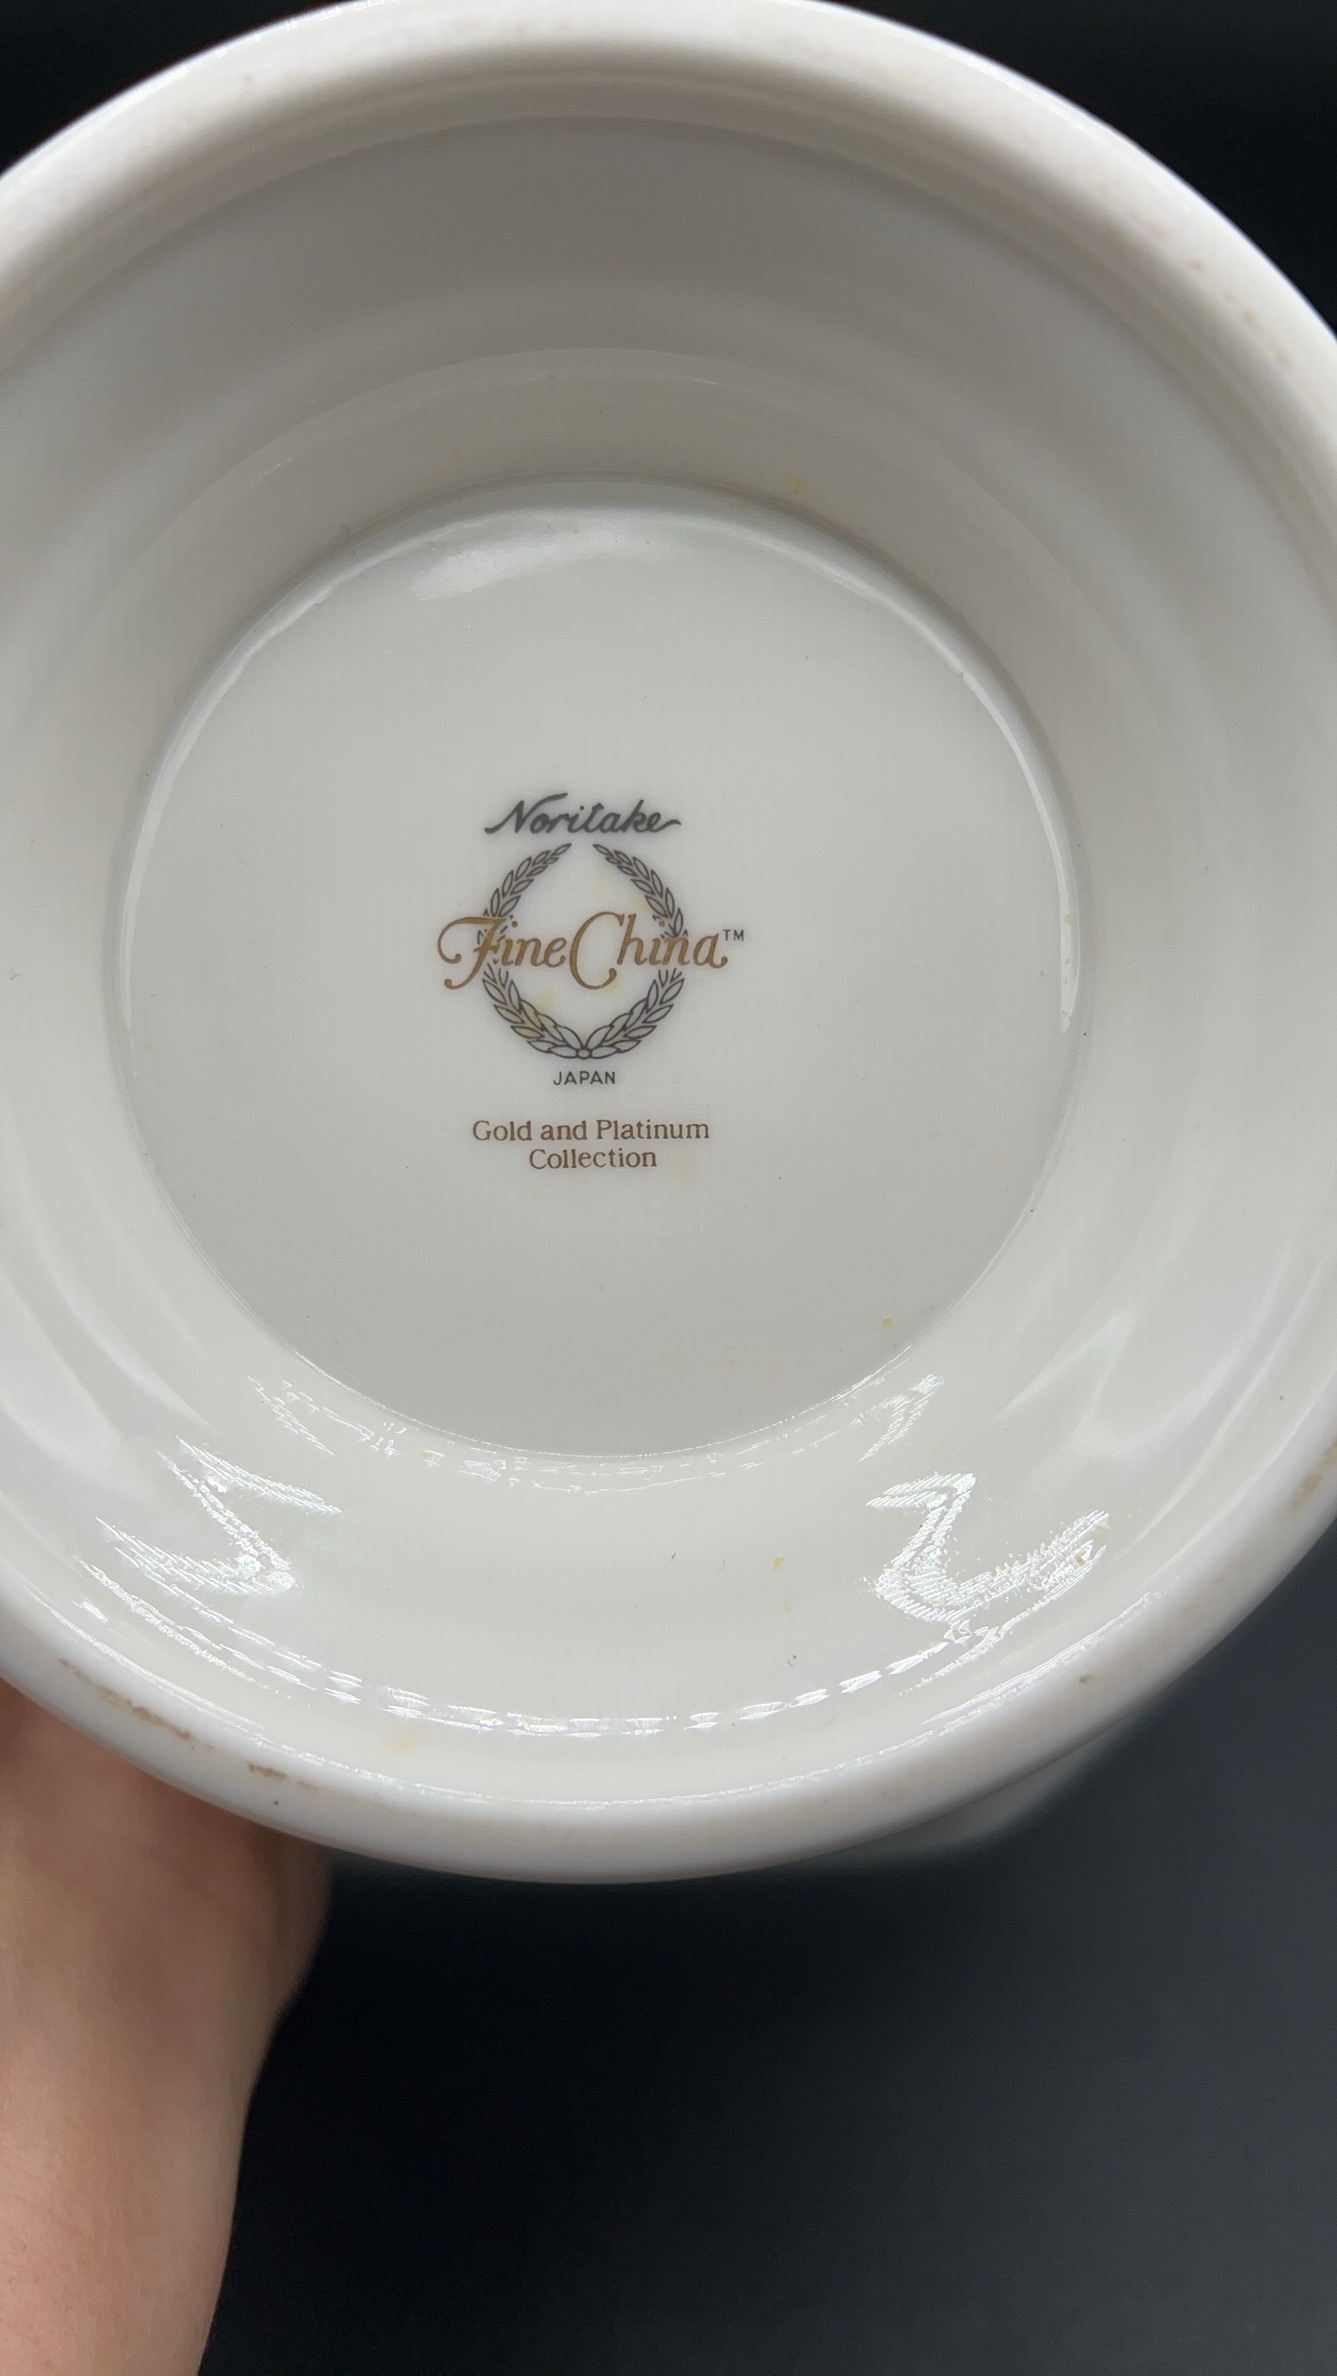 Noritake
Fine China™
JAPAN
Gold and Platinum
Collection